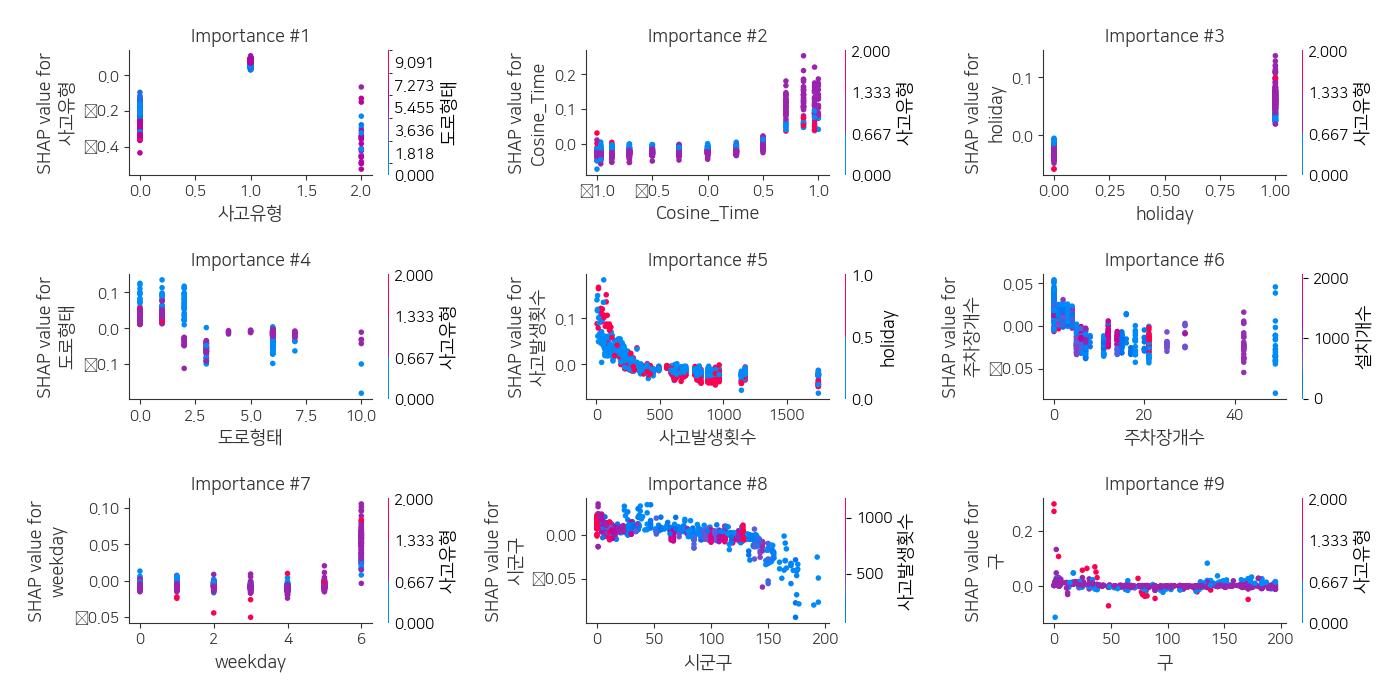 Importance #1
SHAP value for
사고유형
0.0
0.2
0.4
0.0
0.5
1.0
1.5
2.0
사고유형
9.091
7.273
5.455
3.636
1.818
0.000
도로형태
Importance #2
SHAP value for
Cosine_Time
0.2
0.1
0.0
1.0
0.5
0.0
0.5
1.0
Cosine_Time
2.000
1.333
0.667
0.000
사고유형
Importance #3
SHAP value for
holiday
0.1
0.0
0.00
0.25
0.50
0.75
1.00
holiday
2.000
1.333
0.667
0.000
사고유형
Importance #4
SHAP value for
도로형태
0.1
0.0
0.1
0.0
2.5
5.0
7.5
10.0
도로형태
2.000
1.333
0.667
0.000
사고유형
Importance #5
SHAP value for
사고발생횟수
0.1
0.0
0
500
1000
1500
사고발생횟수
1.0
0.5
0.0
holiday
Importance #6
SHAP value for
주차장개수
0.05
0.00
0.05
0
20
40
주차장개수
2000
1000
0
설치개수
Importance #7
SHAP value for
weekday
0.10
0.05
0.00
0.05
0
2
4
6
weekday
2.000
1.333
0.667
0.000
사고유형
Importance #8
SHAP value for
시군구
0.00
0.05
0
50
100
150
200
시군구
1000
500
사고발생횟수
Importance #9
SHAP value for
구
0.2
0.0
0
50
100
150
200
구
2.000
1.333
0.667
0.000
사고유형